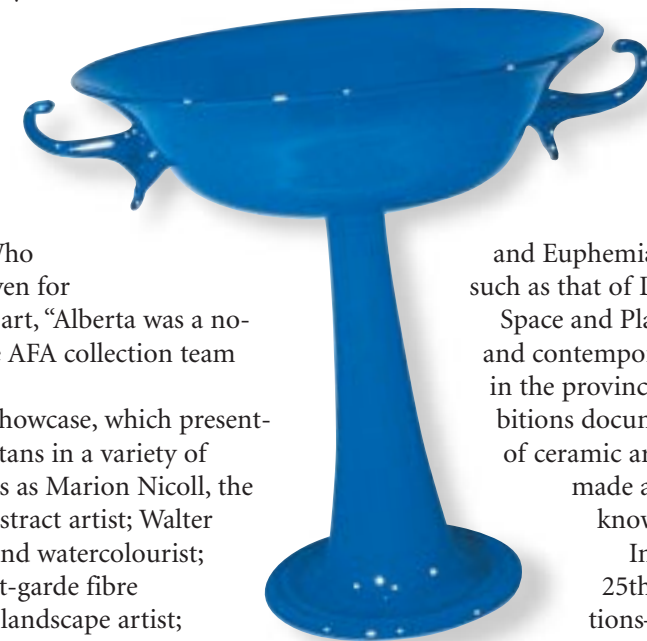 Who
ven for
art, “Alberta was a no-
e AFA collection team
howcase, which present-
tans in a variety of
s as Marion Nicoll, the
stract artist; Walter
nd watercolourist;
t-garde fibre
landscape artist;
and Euphemia
such as that of
Space and Pla
and contempor
in the provinc
bitions docum
of ceramic ar
made a
know
In
25th
tions-